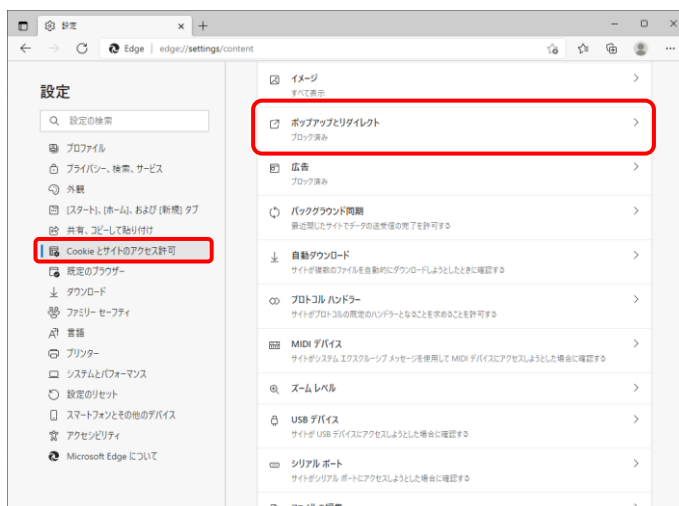 設定
Edge
edge://settings/content
設定
設定の検索
プロファイル
プライバシー、検索、サービス
外観
[スタート]、[ホーム]、および [新規] タブ
共有、コピーして貼り付け
Cookie とサイトのアクセス許可
既定のブラウザー
ダウンロード
ファミリー セーフティ
言語
プリンター
システムとパフォーマンス
設定のリセット
スマートフォンとその他のデバイス
アクセシビリティ
Microsoft Edge について
イメージ
すべて表示
ポップアップとリダイレクト
ブロック済み
広告
ブロック済み
バックグラウンド同期
最近閉じたサイトでデータの送受信の完了を許可する
自動ダウンロード
サイトが複数のファイルを自動的にダウンロードしようとしたときに確認する
プロトコル ハンドラー
サイトがプロトコルの既定のハンドラーとなることを求めることを許可する
MIDI デバイス
サイトがシステム エクスクルーシブ メッセージを使用して MIDI デバイスにアクセスしようとした場合に確認する
ズーム レベル
USB デバイス
サイトが USB デバイスにアクセスしようとした場合に確認する
シリアル ポート
サイトがシリアル ポートにアクセスしようとした場合に確認する